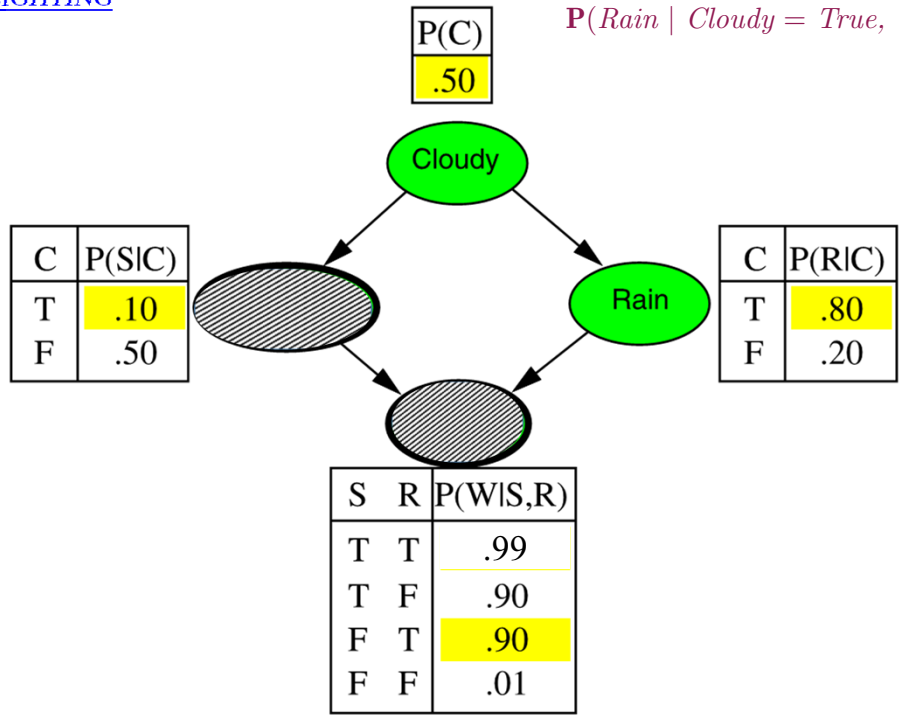 P(Rain | Cloudy = True,
P(C)
.50
Cloudy
C P(S|C)
T .10
F .50
Rain
C P(R|C)
T .80
F .20
S R P(W|S,R)
T T .99
T F .90
F T .90
F F .01